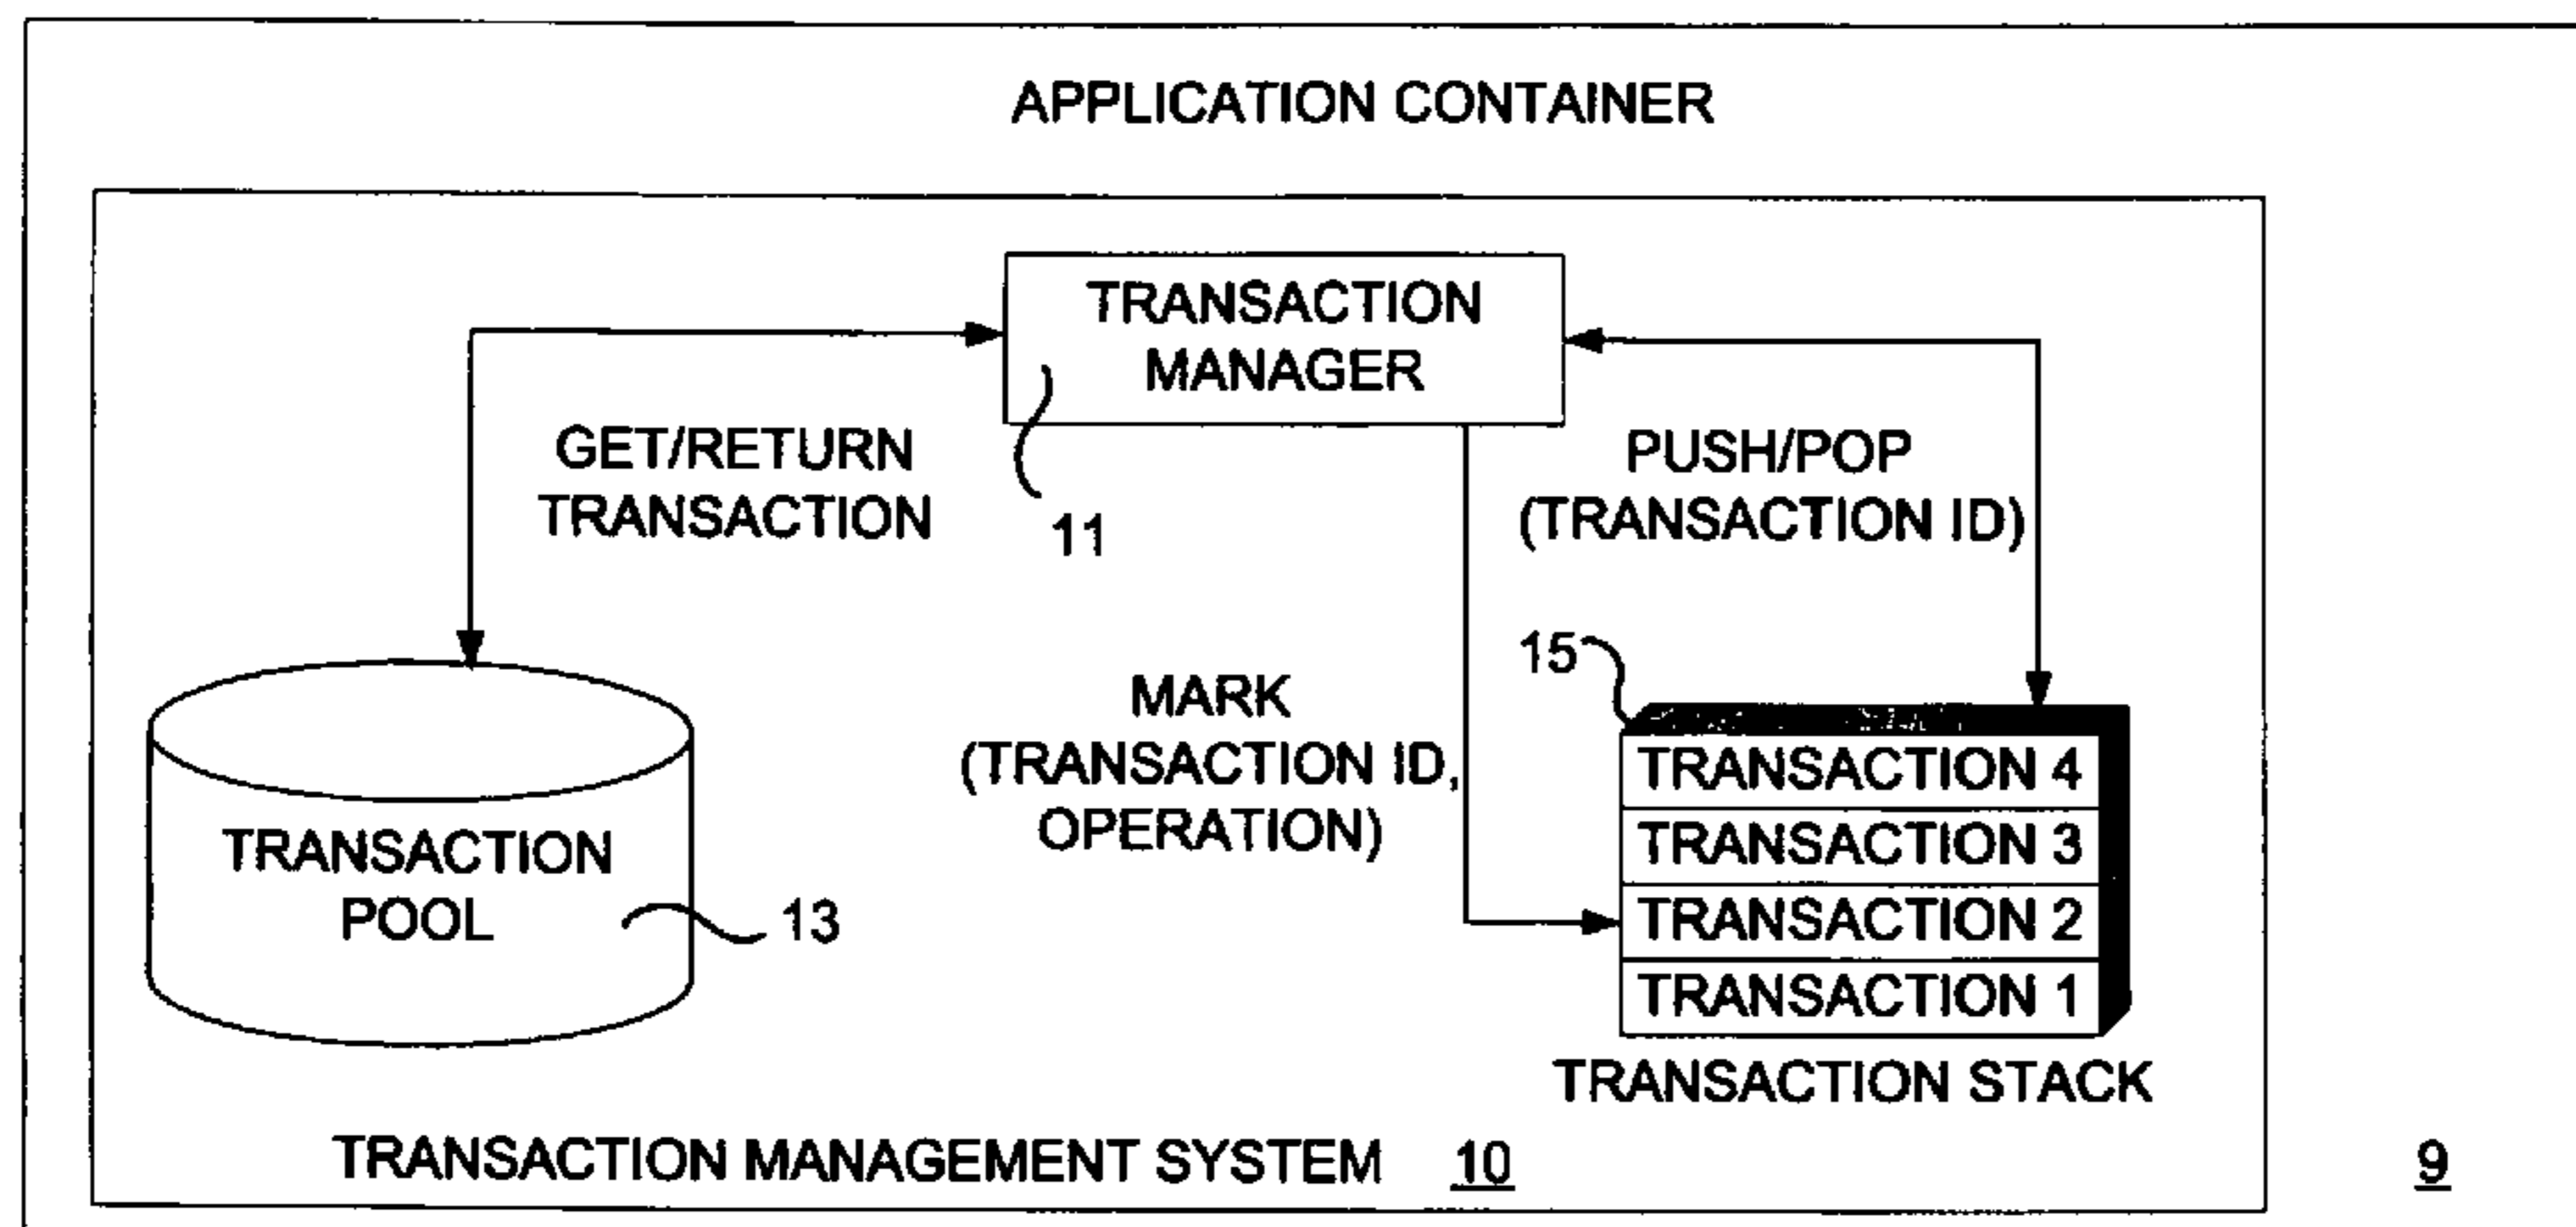 APPLICATION CONTAINER
TRANSACTION
MANAGER
GET/RETURN
TRANSACTION
11
PUSH/POP
(TRANSACTION ID)
15
MARK
(TRANSACTION ID,
OPERATION)
TRANSACTION
POOL
13
TRANSACTION 4
TRANSACTION 3
TRANSACTION 2
TRANSACTION 1
TRANSACTION STACK
TRANSACTION MANAGEMENT SYSTEM 10
9